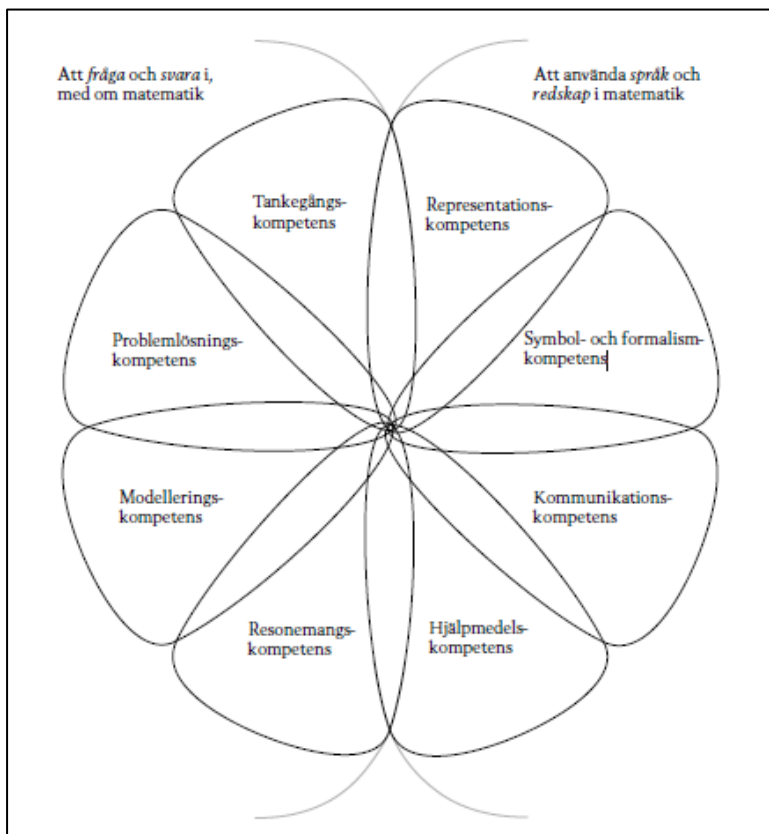 Att fråga och svara i,
med om matematik
Att använda språk och
redskap i matematik
Tankegångs-
kompetens
Representations-
kompetens
Problemlösnings-
kompetens
Symbol- och formalism-
kompetens
Modellerings-
kompetens
Kommunikations-
kompetens
Resonemangs-
kompetens
Hjälpmedels-
kompetens